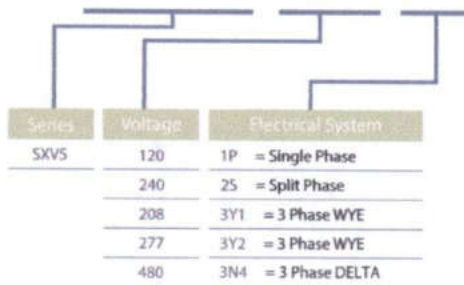 Series Voltage Electrical System
SXVS 120 1P = Single Phase
240 2S = Split Phase
208 3Y1 = 3 Phase WYE
277 3Y2 = 3 Phase WYE
480 3N4 = 3 Phase DELTA